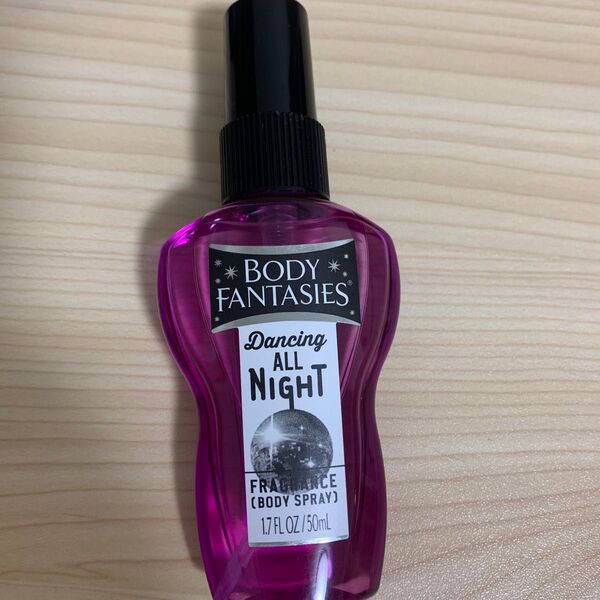 BODY
FANTASIES®
Dancing
ALL
NIGHT
FRAGRANCE
(BODY SPRAY)
1.7 FL OZ/50mL